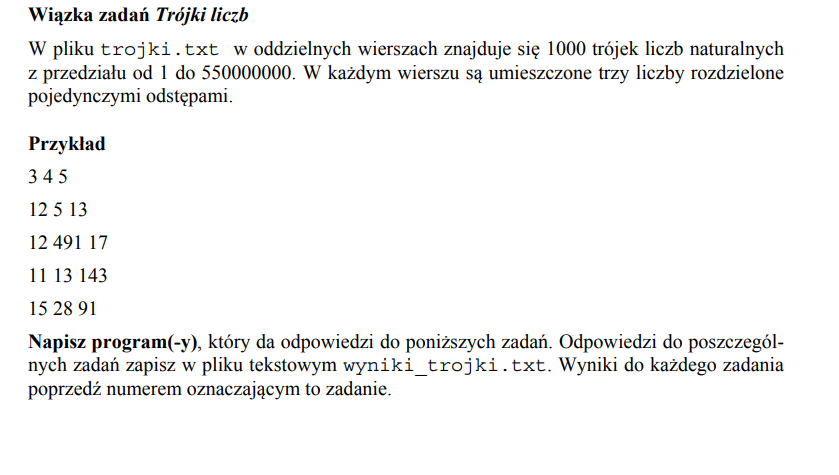 Wiązka zadań Trójki liczb
W pliku trojki.txt w oddzielnych wierszach znajduje się 1000 trójek liczb naturalnych
z przedziału od 1 do 550000000. W każdym wierszu są umieszczone trzy liczby rozdzielone
pojedynczymi odstępami.
Przykład
3 4 5
12 5 13
12 491 17
11 13 143
15 28 91
Napisz program(-y), który da odpowiedzi do poniższych zadań. Odpowiedzi do poszczegól-
nych zadań zapisz w pliku tekstowym wyniki_trojki.txt. Wyniki do każdego zadania
poprzedź numerem oznaczającym to zadanie.